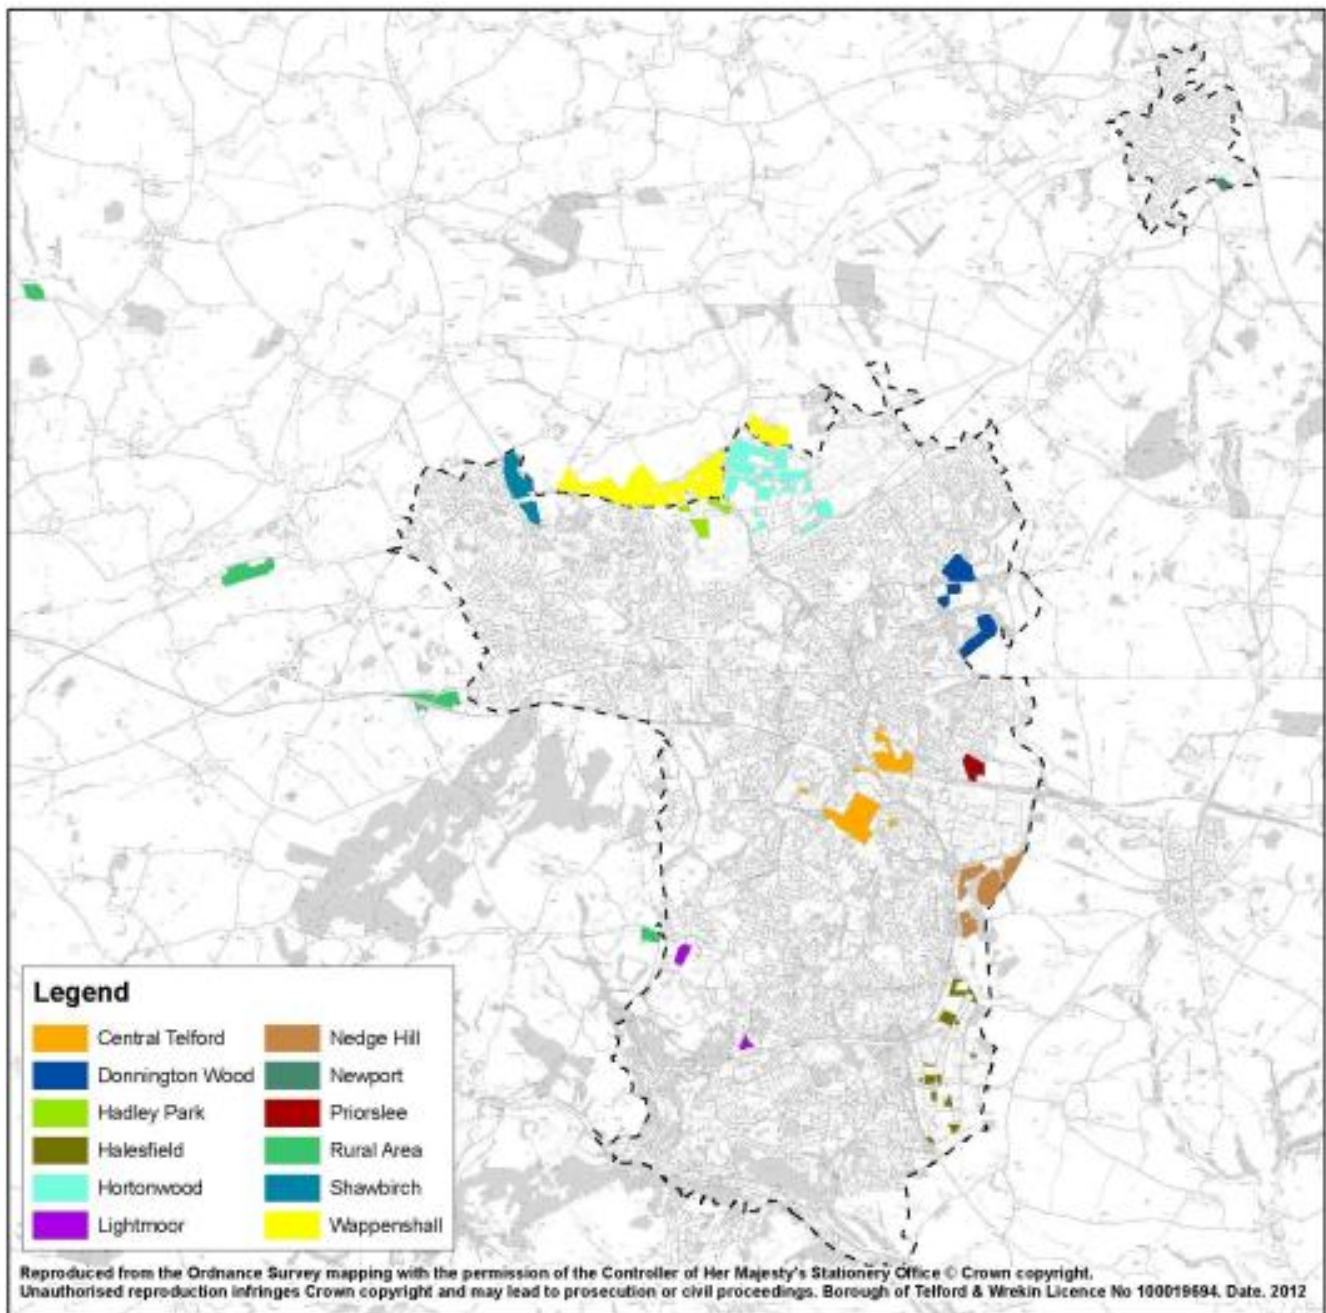 Legend
Central Telford
Nedge Hill
Donnington Wood
Newport
Hadley Park
Priorslee
Halesfield
Rural Area
Hortonwood
Shawbirch
Lightmoor
Wappenshall
Reproduced from the Ordnance Survey mapping with the permission of the Controller of Her Majesty's Stationery Office © Crown copyright.
Unauthorised reproduction infringes Crown copyright and may lead to prosecution or civil proceedings. Borough of Telford & Wrekin Licence No 100019694. Date. 2012